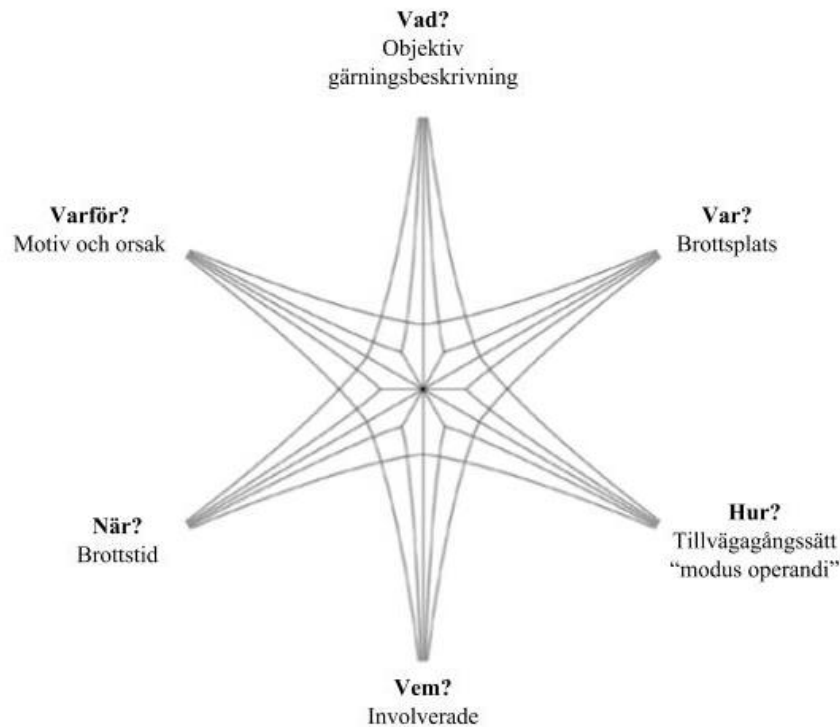 Vad?
Objektiv
gärningsbeskrivning
Varför?
Motiv och orsak
Var?
Brottsplats
När?
Brottstid
Hur?
Tillvägagångssätt
“modus operandi”
Vem?
Involverade